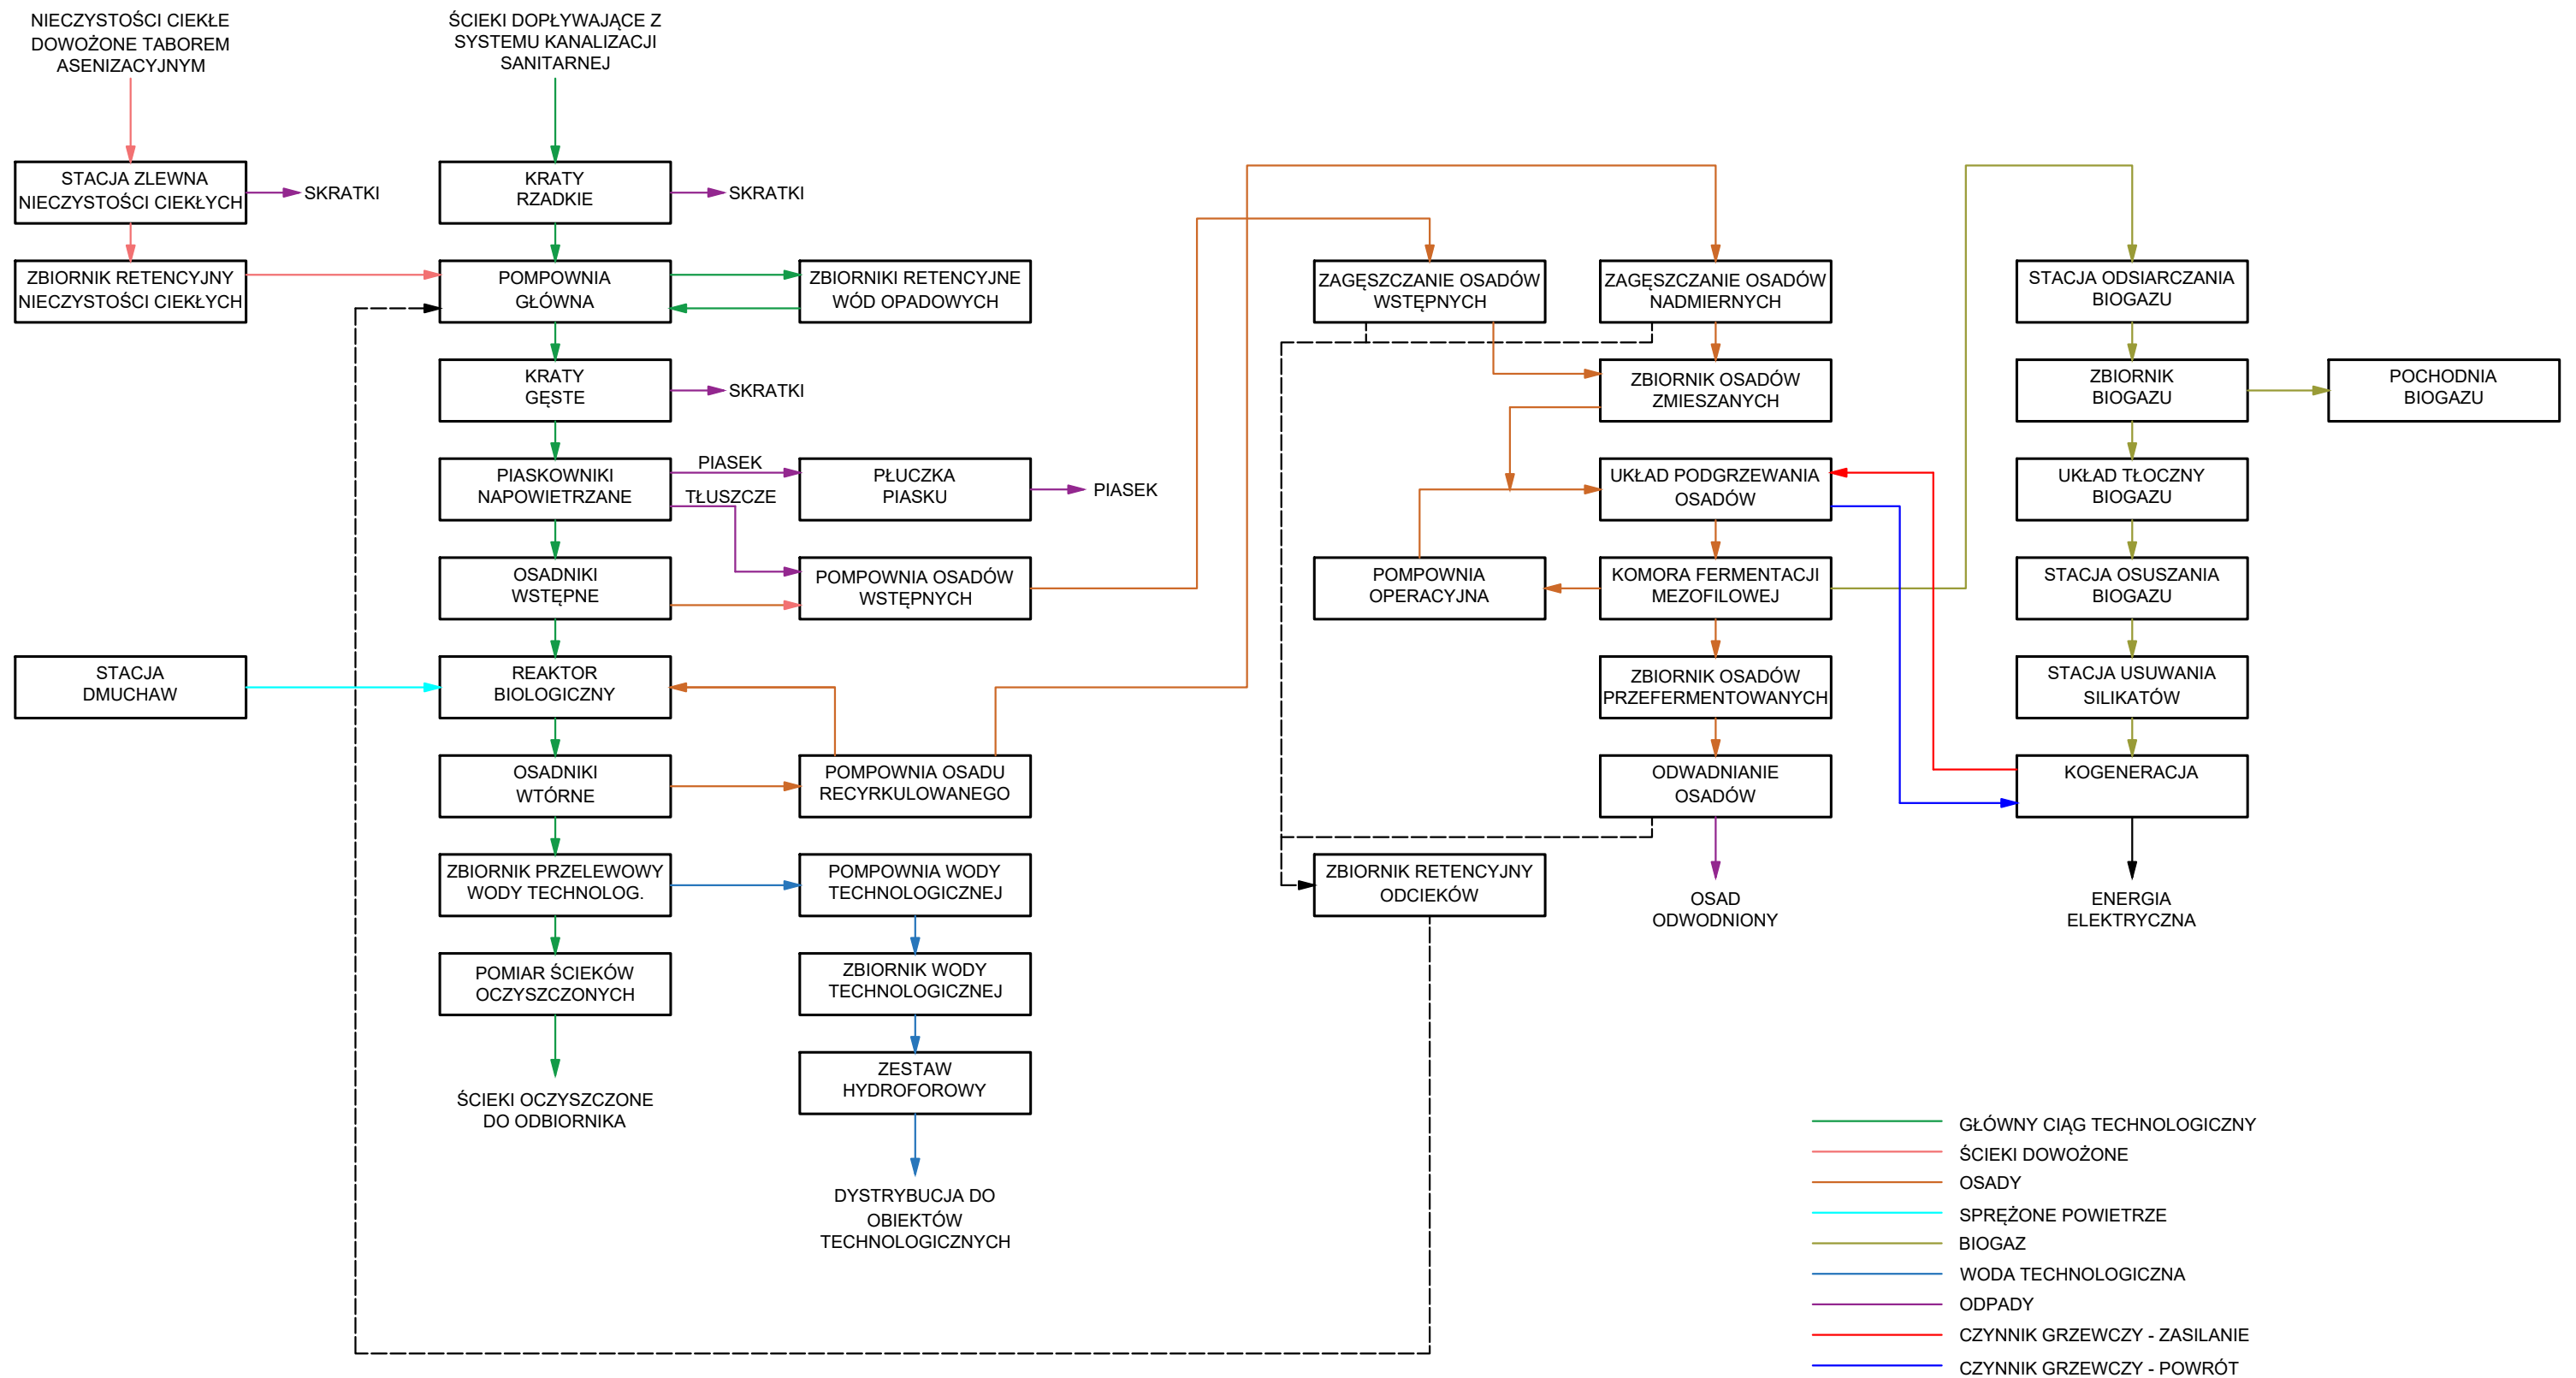 NIECZYSTOŚCI CIEKŁE
DOWOŻONE TABOREM
ASENIZACYJNYM
ŚCIEKI DOPŁYWAJĄCE Z
SYSTEMU KANALIZACJI
SANITARNEJ
STACJA ZLEWNA
NIECZYSTOŚCI CIEKŁYCH
SKRATKI
KRATY
RZADKIE
SKRATKI
ZBIORNIK RETENCYJNY
NIECZYSTOŚCI CIEKŁYCH
POMPOWNIA
GŁÓWNA
ZBIORNIKI RETENCYJNE
WÓD OPADOWYCH
KRATY
GĘSTE
SKRATKI
PIASKOWNIKI
NAPOWIETRZANE
PIASEK
TŁUSZCZE
PŁUCZKA
PIASKU
PIASEK
OSADNIKI
WSTĘPNE
POMPOWNIA OSADÓW
WSTĘPNYCH
STACJA
DMUCHAW
REAKTOR
BIOLOGICZNY
OSADNIKI
WTÓRNE
POMPOWNIA OSADU
RECYRKULOWANEGO
ZBIORNIK PRZELEWOWY
WODY TECHNOLOG.
POMPOWNIA WODY
TECHNOLOGICZNEJ
POMIAR ŚCIEKÓW
OCZYSZCZONYCH
ZBIORNIK WODY
TECHNOLOGICZNEJ
ZESTAW
HYDROFOROWY
ŚCIEKI OCZYSZCZONE
DO ODBIORNIKA
DYSTRYBUCJA DO
OBIEKTÓW
TECHNOLOGICZNYCH
ZAGĘSZCZANIE OSADÓW
WSTĘPNYCH
ZAGĘSZCZANIE OSADÓW
NADMIERNYCH
ZBIORNIK OSADÓW
ZMIESZANYCH
UKŁAD PODGRZEWANIA
OSADÓW
POMPOWNIA
OPERACYJNA
KOMORA FERMENTACJI
MEZOFILOWEJ
ZBIORNIK OSADÓW
PRZEFERMENTOWANYCH
ODWADNIANIE
OSADÓW
ZBIORNIK RETENCYJNY
ODCIEKÓW
OSAD
ODWODNIONY
STACJA ODSIARCZANIA
BIOGAZU
ZBIORNIK
BIOGAZU
POCHODNIA
BIOGAZU
UKŁAD TŁOCZNY
BIOGAZU
STACJA OSUSZANIA
BIOGAZU
STACJA USUWANIA
SILIKATÓW
KOGENERACJA
ENERGIA
ELEKTRYCZNA
GŁÓWNY CIĄG TECHNOLOGICZNY
ŚCIEKI DOWOŻONE
OSADY
SPRĘŻONE POWIETRZE
BIOGAZ
WODA TECHNOLOGICZNA
ODPADY
CZYNNIK GRZEWCZY - ZASILANIE
CZYNNIK GRZEWCZY - POWRÓT